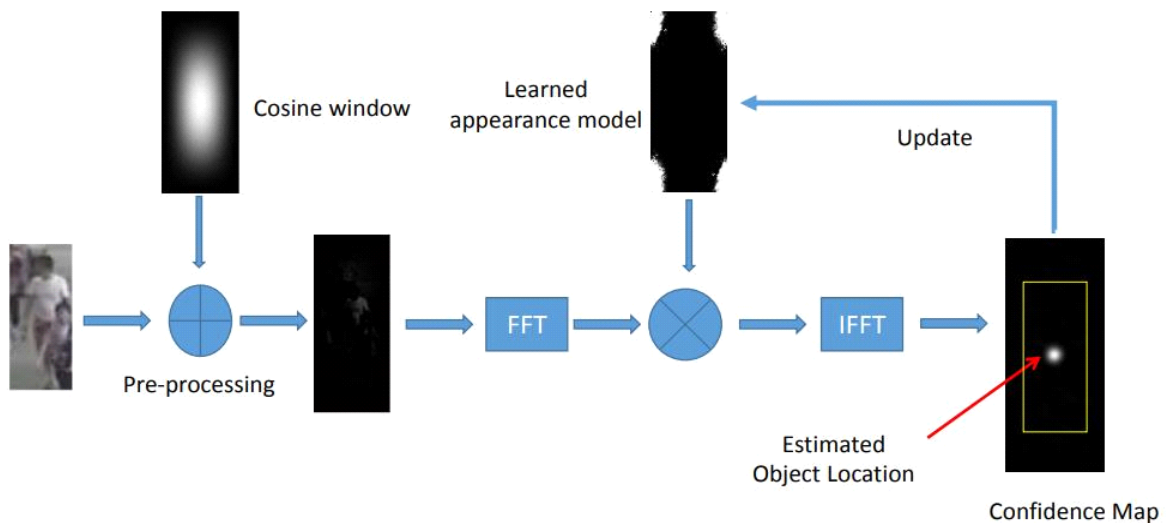 Cosine window
Learned
appearance model
Update
Pre-processing
FFT
IFFT
Estimated
Object Location
Confidence Map